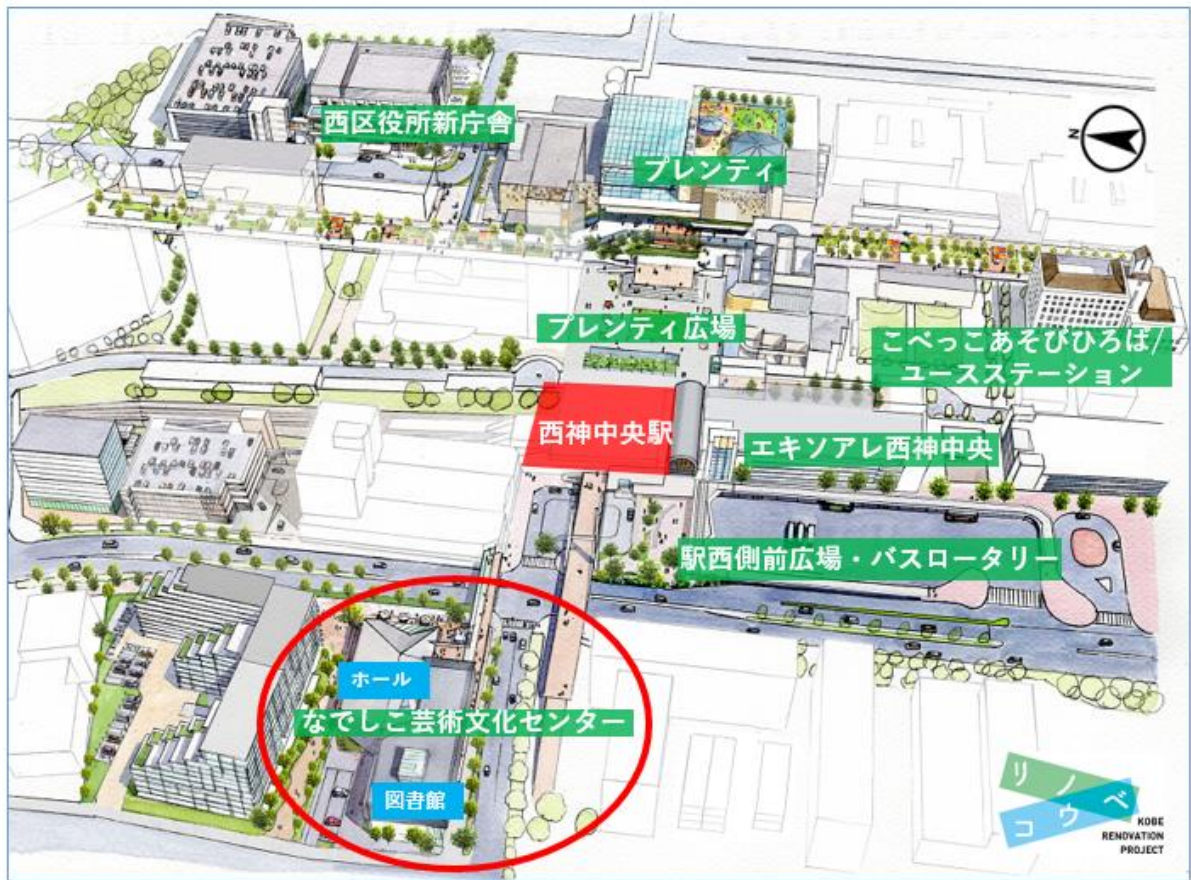 西区役所新庁舎
プレンティ
N
プレンティ広場
こべっこあそびひろば/
ユースステーション
西神中央駅
エキソアレ西神中央
駅西側前広場・バスロータリー
ホール
なでしこ芸術文化センター
図書館
リノベ
コウベ
KOBE
RENOVATION
PROJECT